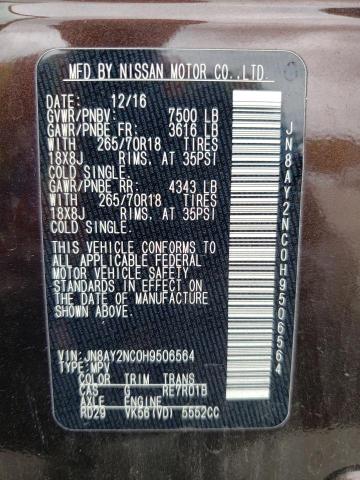 MFD BY NISSAN MOTOR CO.,LTD.
DATE: 12/16
GVWR/PNBV: 7500 LB
GAWR/PNBE FR: 3616 LB
WITH 265/70R18 TIRES
18X8J RIMS. AT 35PSI
COLD SINGLE.
GAWR/PNBE RR: 4343 LB
WITH 265/70R18 TIRES
18X8J RIMS. AT 35PSI
COLD SINGLE.
THIS VEHICLE CONFORMS TO
ALL APPLICABLE FEDERAL
MOTOR VEHICLE SAFETY
STANDARDS IN EFFECT ON
THE DATE OF MANUFACTURE
SHOWN ABOVE.
VIN: JN8AY2NC0H9506564
TYPE: MPV
COLOR TRIM TRANS
CAS G RE7R01B
AXLE ENGINE
RD29 VK56(VD) 5552CC
JN8AY2NC0H9506564